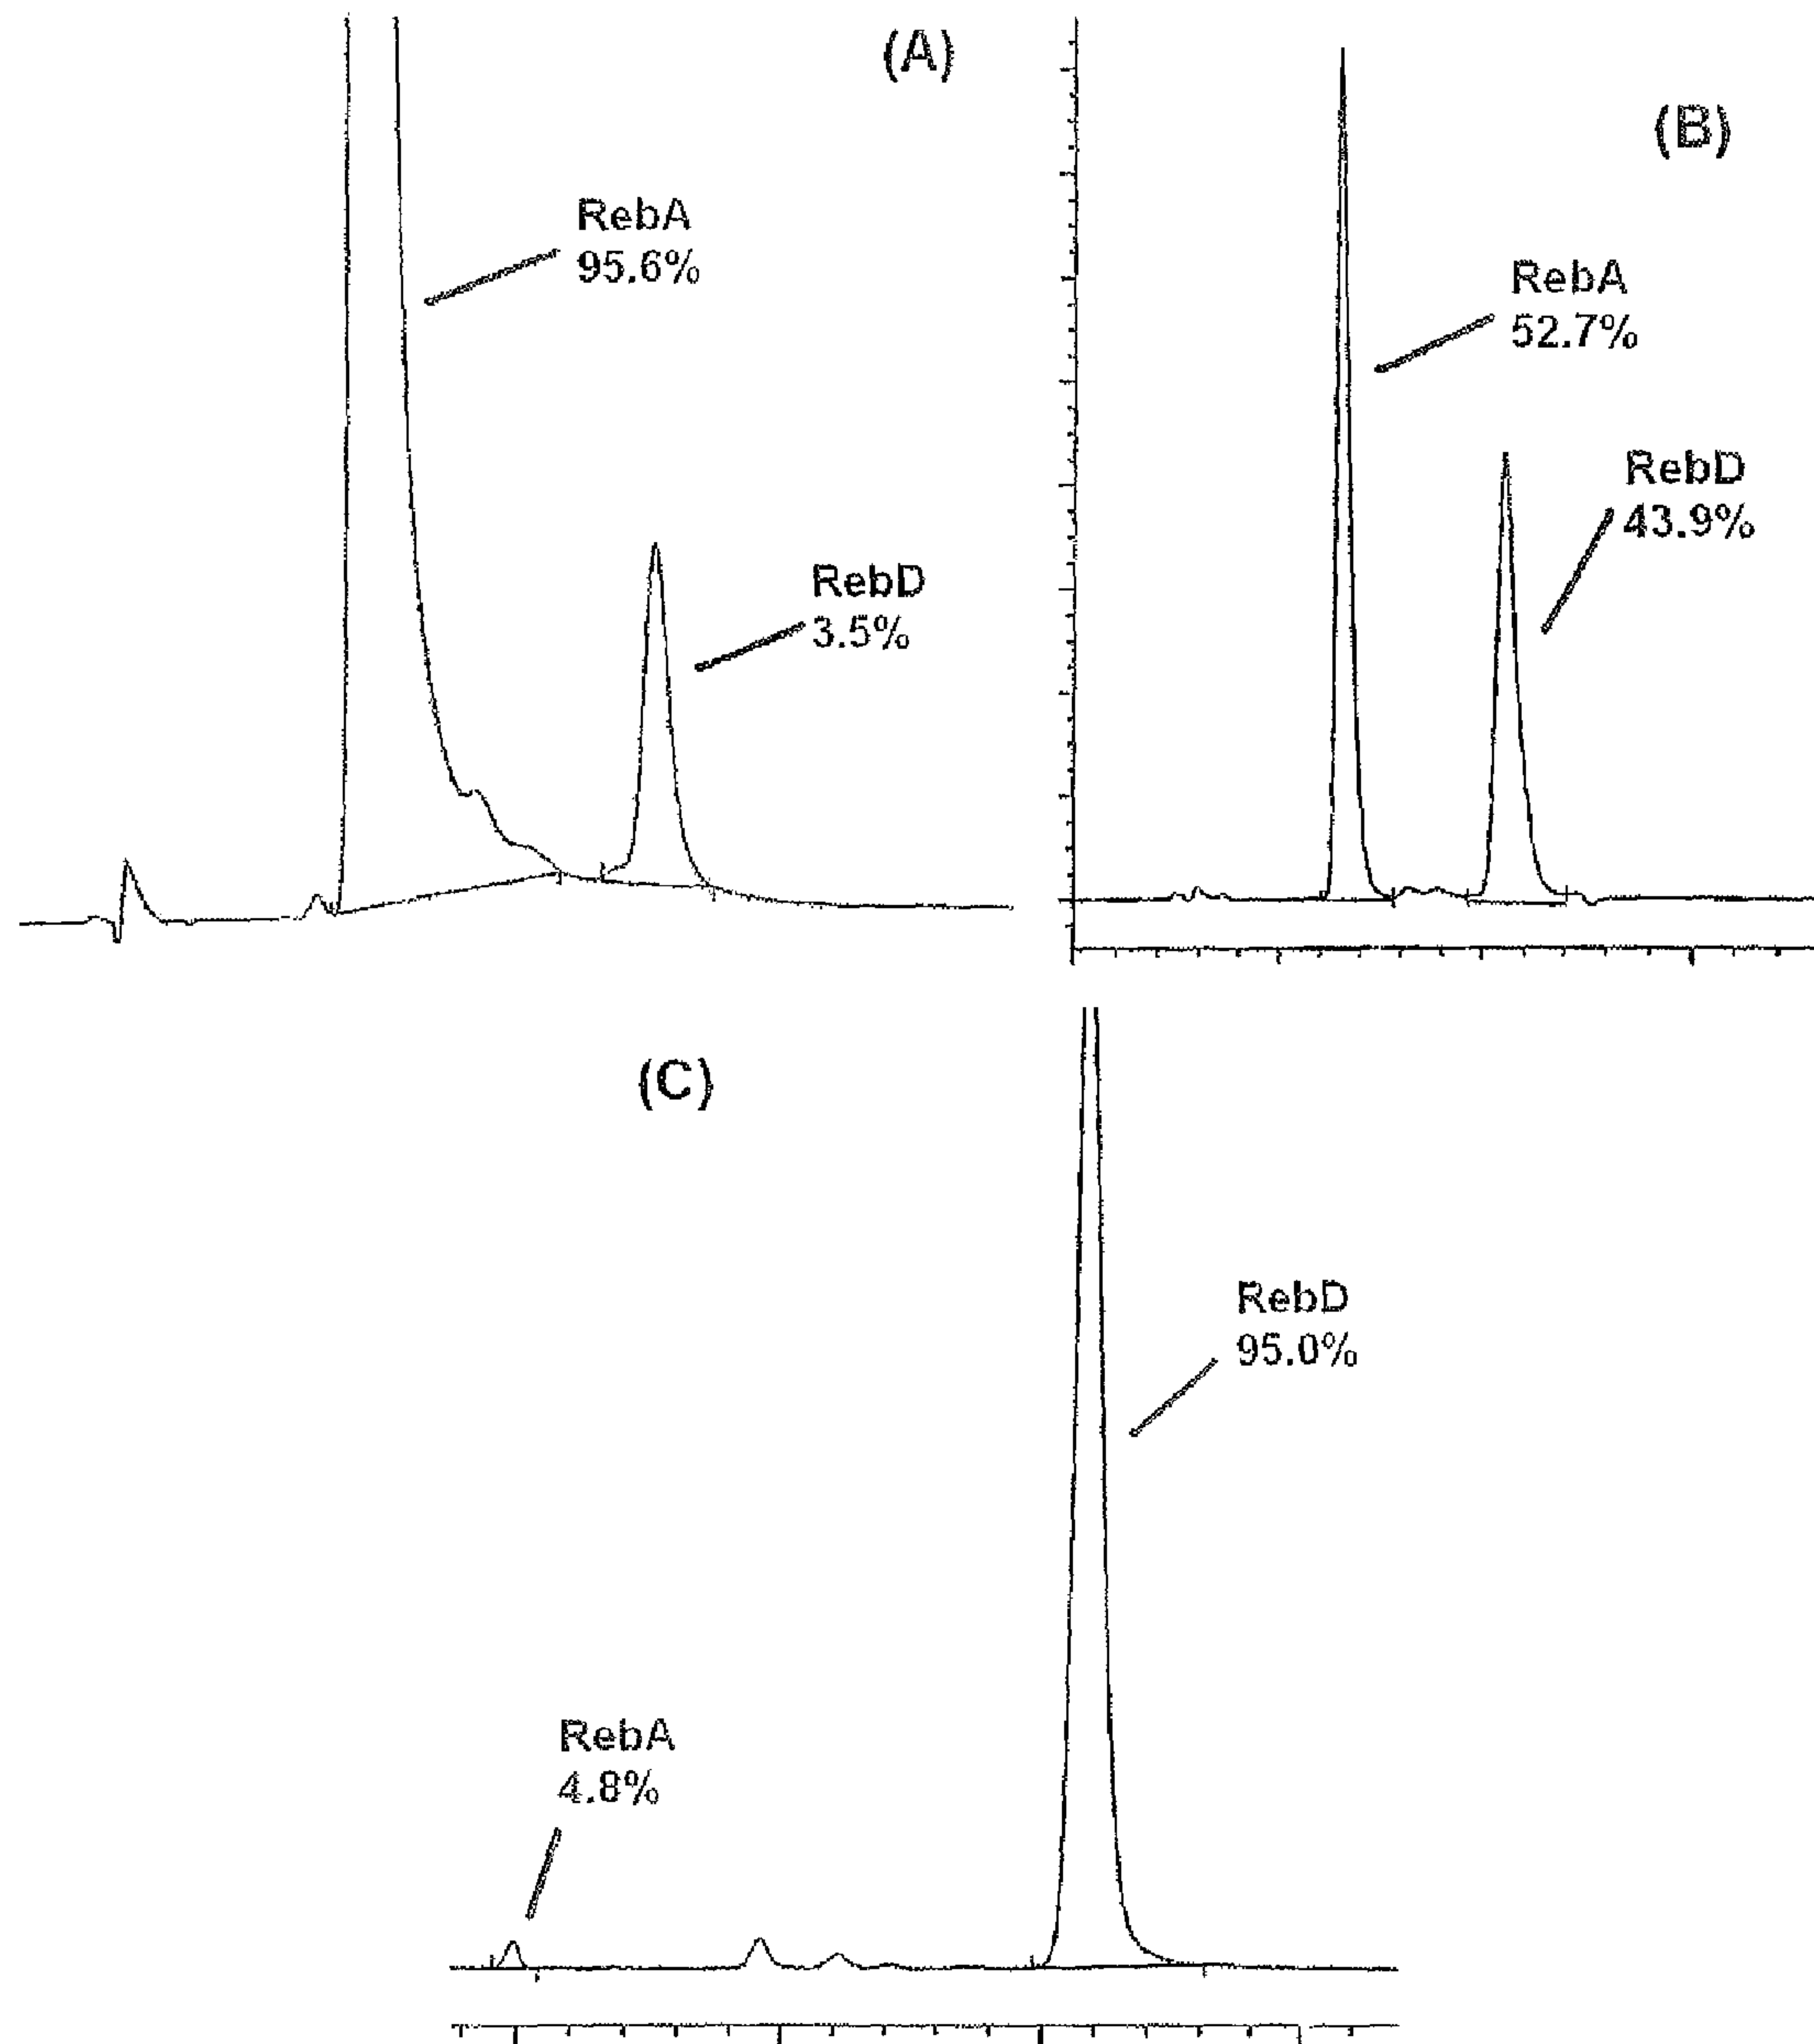 (A)
RebA
95.6%
RebD
3.5%
(B)
RebA
52.7%
RebD
43.9%
(C)
RebD
95.0%
RebA
4.8%